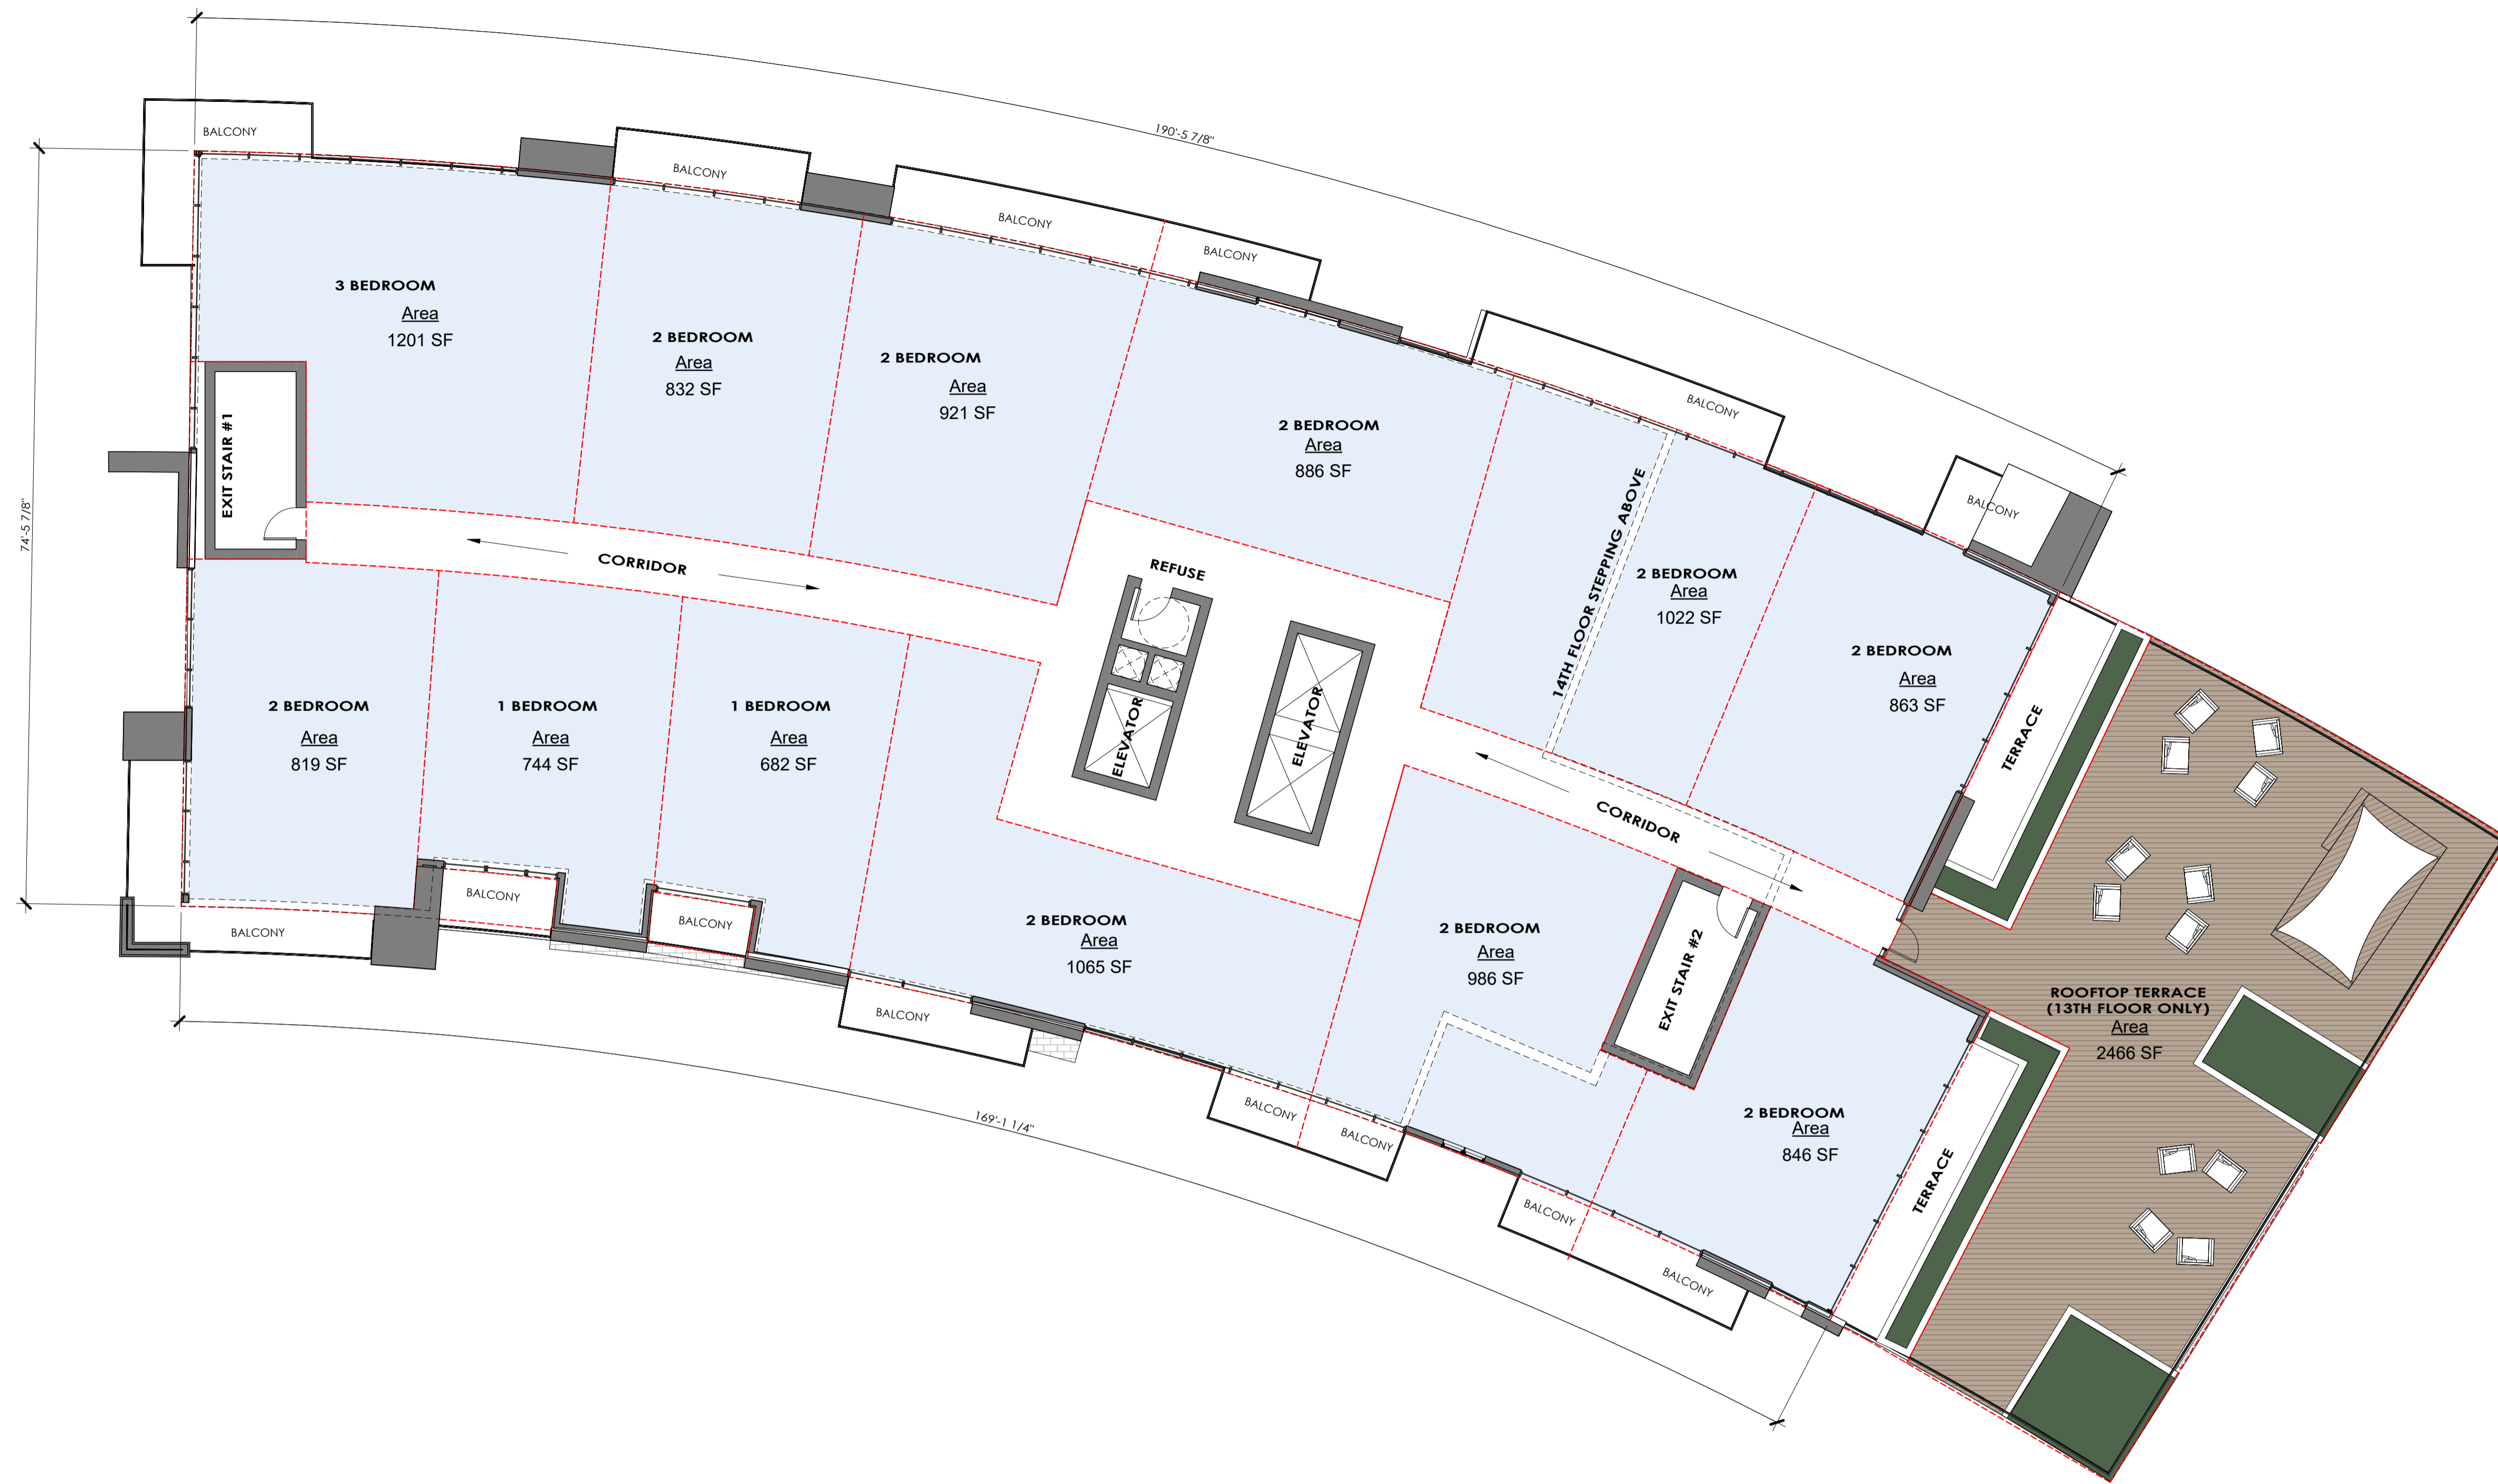 190'-5 7/8"
BALCONY
BALCONY
BALCONY
BALCONY
BALCONY
BALCONY
74'-5 7/8"
3 BEDROOM
Area
1201 SF
2 BEDROOM
Area
832 SF
2 BEDROOM
Area
921 SF
2 BEDROOM
Area
886 SF
14TH FLOOR STEPPING ABOVE
2 BEDROOM
Area
1022 SF
2 BEDROOM
Area
863 SF
EXIT STAIR #1
CORRIDOR
REFUSE
ELEVATOR
ELEVATOR
CORRIDOR
TERRACE
2 BEDROOM
Area
819 SF
1 BEDROOM
Area
744 SF
1 BEDROOM
Area
682 SF
2 BEDROOM
Area
1065 SF
2 BEDROOM
Area
986 SF
EXIT STAIR #2
2 BEDROOM
Area
846 SF
TERRACE
ROOFTOP TERRACE
(13TH FLOOR ONLY)
Area
2466 SF
BALCONY
BALCONY
BALCONY
BALCONY
BALCONY
BALCONY
BALCONY
BALCONY
169'-1 1/4"